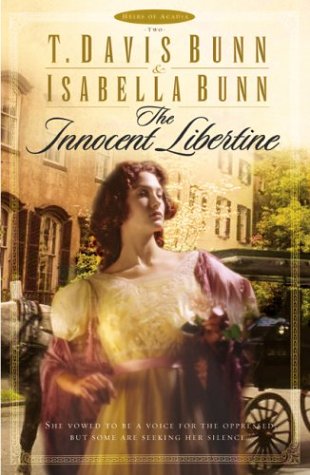 HEIRS OF ACADIA
·TWO·
T. DAVIS BUNN
&
ISABELLA BUNN
The
Innocent Libertine
SHE VOWED TO BE A VOICE FOR THE OPPRESSED,
BUT SOME ARE SEEKING HER SILENCE.